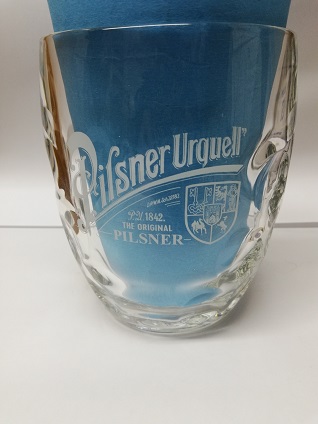 Pilsner Urquell
P.U. 1842.
THE ORIGINAL
PILSNER